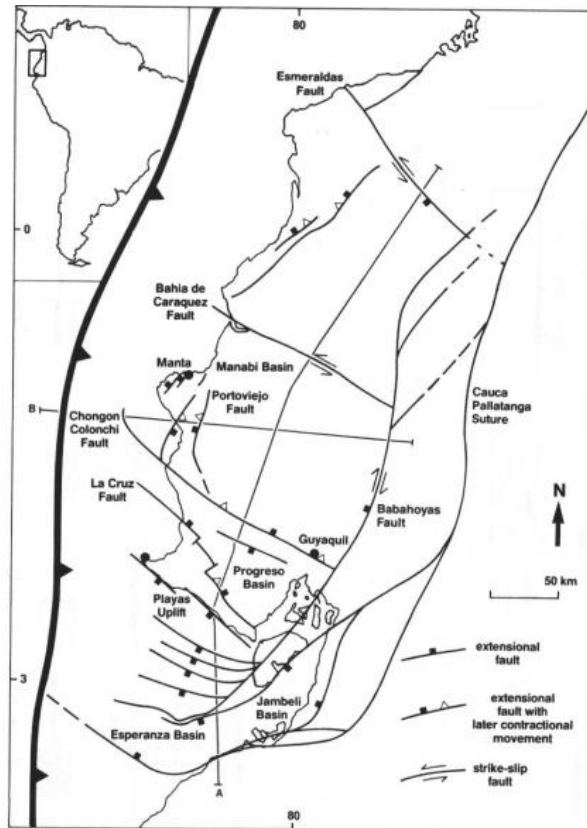 80
Esmeraldas
Fault
0
Bahia de
Caraquez
Fault
Manta
Manabi Basin
Portoviejo
Fault
B
Chongon
Colonchi
Fault
Cauca
Pallatanga
Suture
La Cruz
Fault
N
Guyaquil
Babahoyas
Fault
Progreso
Basin
50 km
Playas
Uplift
extensional
fault
3
Jambeli
Basin
extensional
fault with
later contractional
movement
Esperanza Basin
strike-slip
fault
A
80